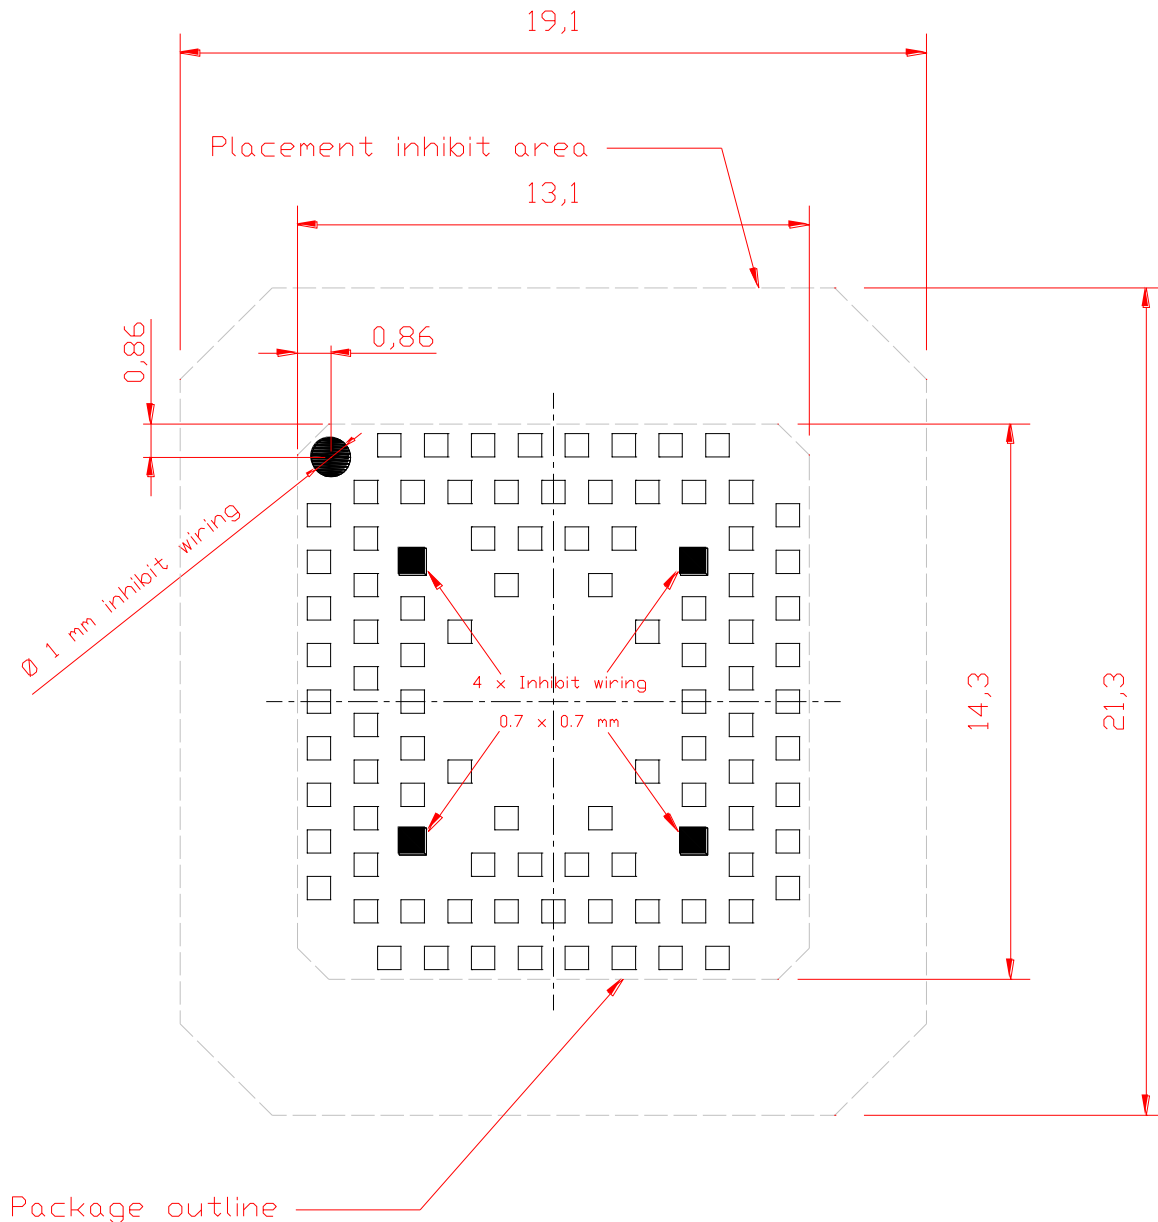 19,1
Placement inhibit area
13,1
0,86
0,86
Ø 1 mm inhibit wiring
4 x Inhibit wiring
0.7 x 0.7 mm
14,3
21,3
Package outline